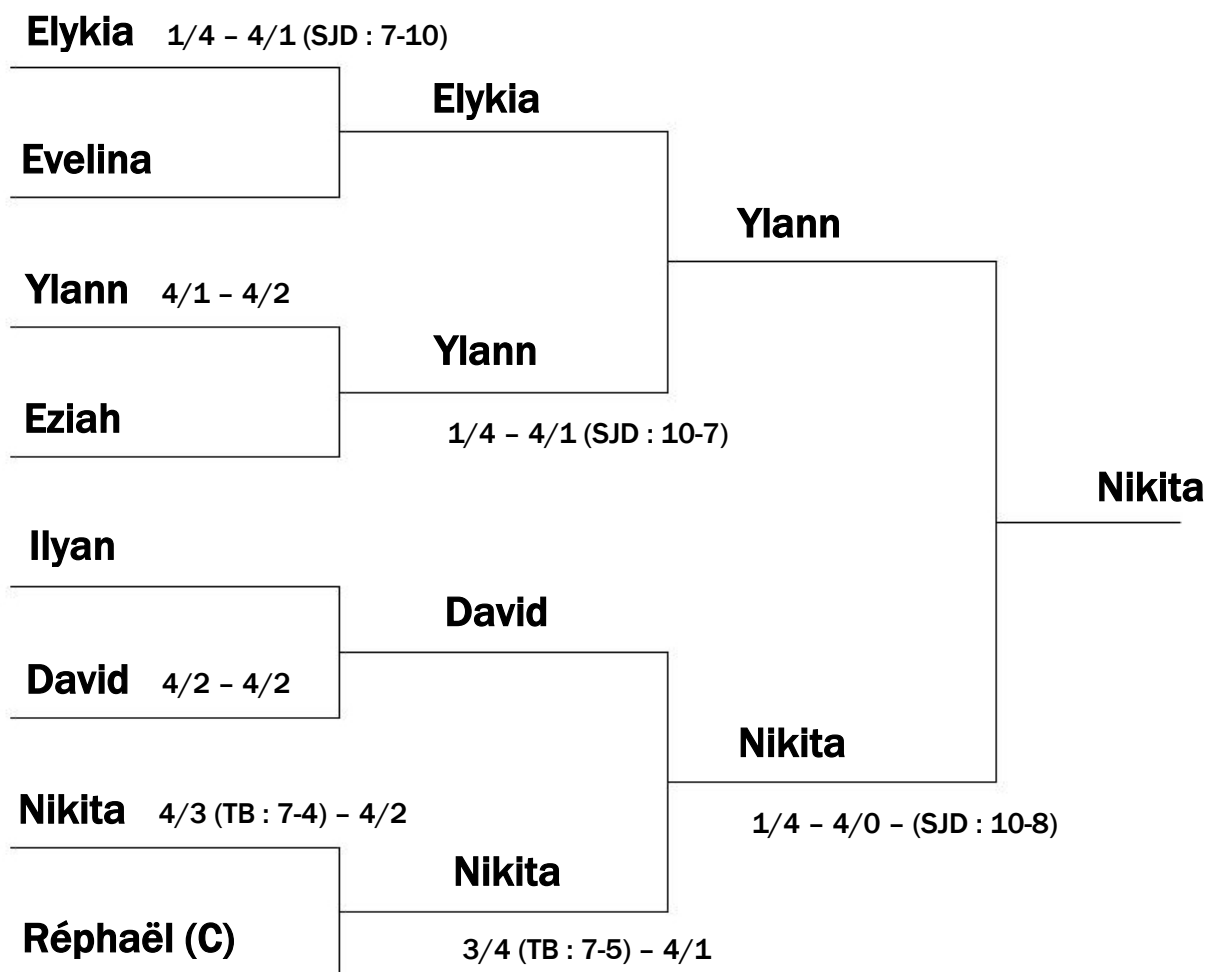 Elykia 1/4 – 4/1 (SJD : 7-10)
Elykia
Evelina
Ylann
Ylann 4/1 – 4/2
Ylann
Eziah
1/4 – 4/1 (SJD : 10-7)
Nikita
Ilyan
David
David 4/2 – 4/2
Nikita
Nikita 4/3 (TB : 7-4) – 4/2
1/4 – 4/0 – (SJD : 10-8)
Nikita
Réphaël (C)
3/4 (TB : 7-5) – 4/1